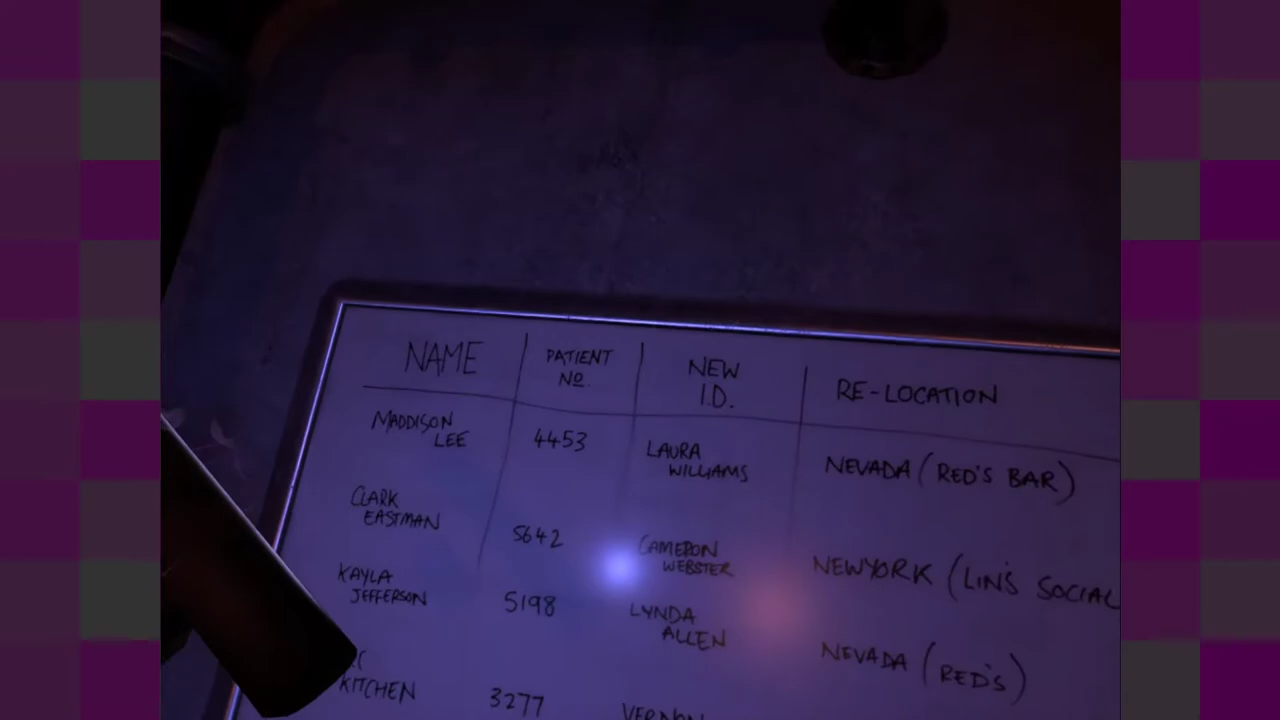 NAME
PATIENT
NO.
NEW
I.D.
RE-LOCATION
MADDISON
LEE
4453
LAURA
WILLIAMS
NEVADA (RED'S BAR)
CLARK
EASTMAN
5642
CAMERON
WEBSTER
NEWYORK (LIN'S SOCIAL
KAYLA
JEFFERSON
5198
LYNDA
ALLEN
NEVADA (RED'S)
KITCHEN
3277
VERNON